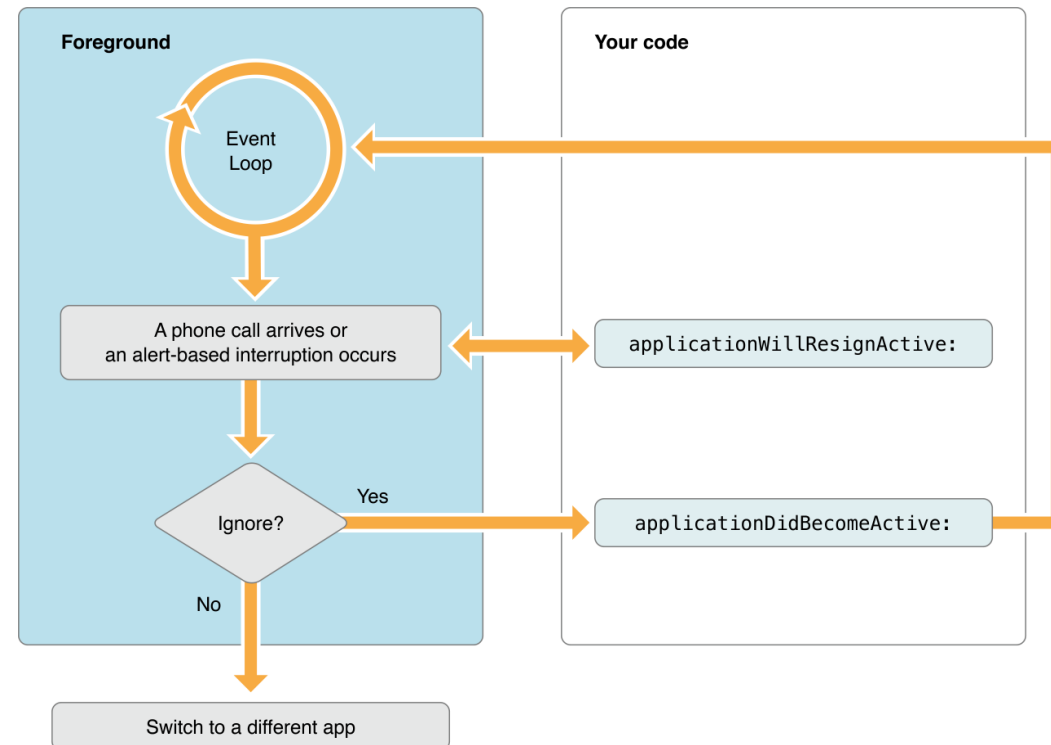 Foreground
Your code
Event
Loop
A phone call arrives or
an alert-based interruption occurs
applicationWillResignActive:
Ignore?
Yes
applicationDidBecomeActive:
No
Switch to a different app